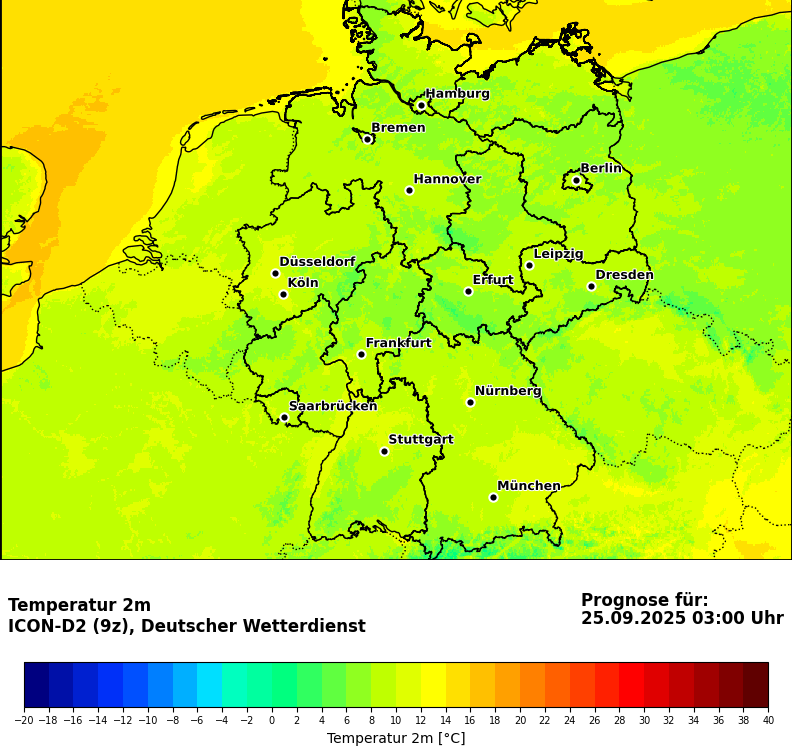 Hamburg
Bremen
Berlin
Hannover
Leipzig
Düsseldorf
Dresden
Köln
Erfurt
Frankfurt
Nürnberg
Saarbrücken
Stuttgart
München
Temperatur 2m
ICON-D2 (9z), Deutscher Wetterdienst
Prognose für:
25.09.2025 03:00 Uhr
−20 −18 −16 −14 −12 −10 −8 −6 −4 −2 0 2 4 6 8 10 12 14 16 18 20 22 24 26 28 30 32 34 36 38 40
Temperatur 2m [°C]